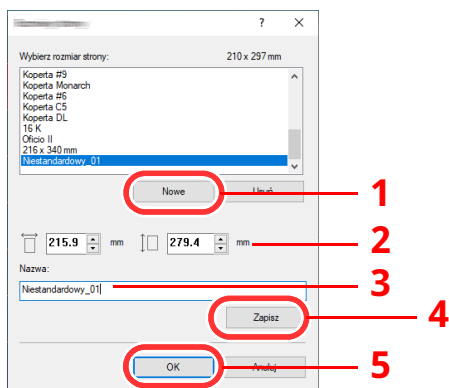 ?
Wybierz rozmiar strony: 210 x 297 mm
Koperta #9
Koperta Monarch
Koperta #6
Koperta C5
Koperta DL
16 K
Oficio II
216 x 340 mm
Niestandardowy_01
Nowe Usuń
1
215.9 mm 279.4 mm
2
Nazwa:
3
Niestandardowy_01
Zapisz
4
OK Anuluj
5